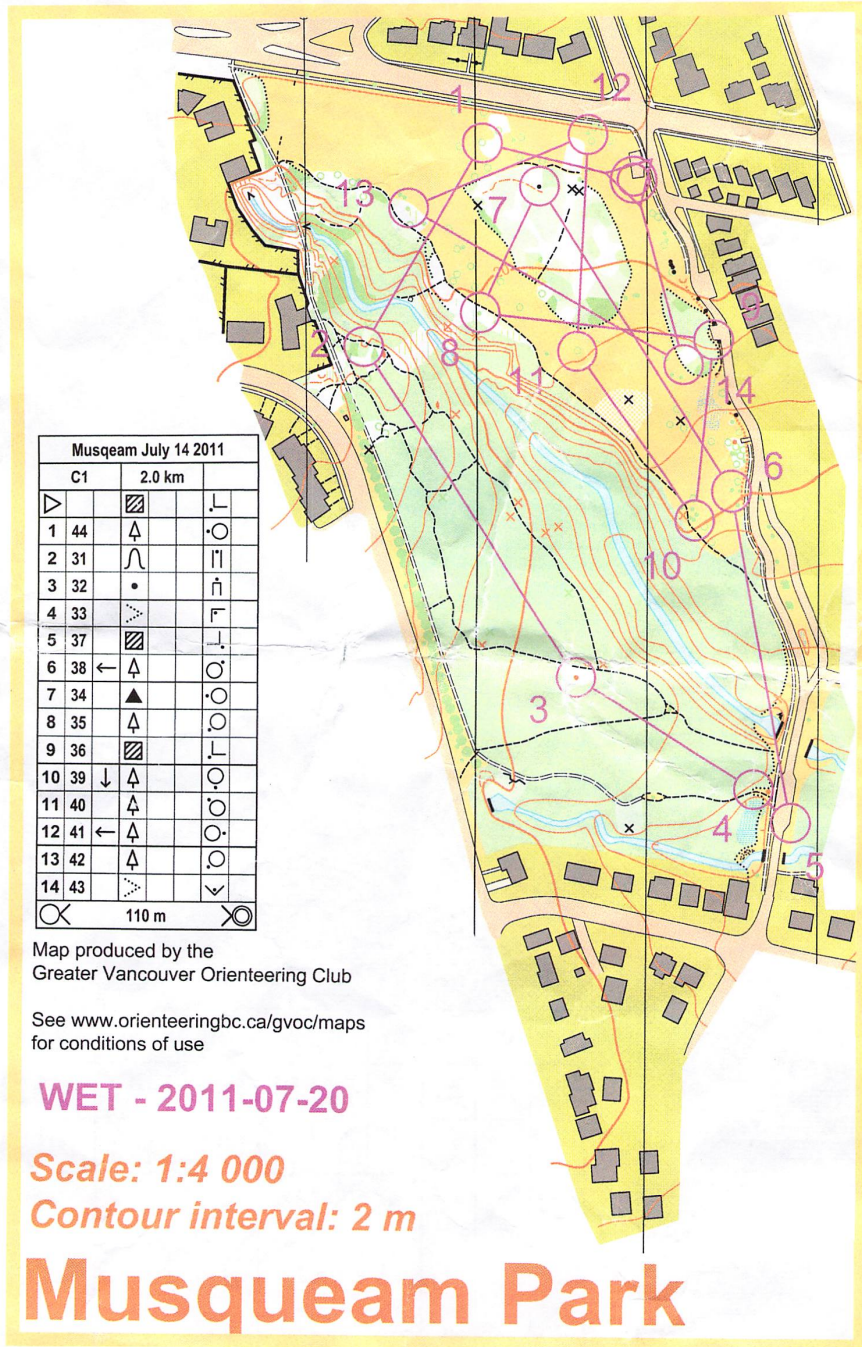 12
1
13
7
9
2
8
11
14
6
10
3
4
5
Musqeam July 14 2011
C1 2.0 km
1 44
2 31
3 32
4 33
5 37
6 38
7 34
8 35
9 36
10 39
11 40
12 41
13 42
14 43
110 m
Map produced by the
Greater Vancouver Orienteering Club
See www.orienteeringbc.ca/gvoc/maps
for conditions of use
WET - 2011-07-20
Scale: 1:4 000
Contour interval: 2 m
Musqueam Park